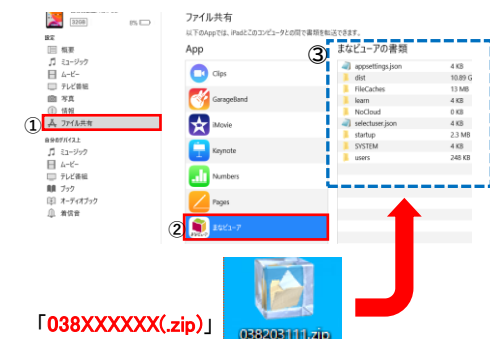 ファイル共有
32GB
8%
以下のAppでは、iPadとこのコンピュータとの間で書類を転送できます。
設定
App
③
まなビューアの書類
概要
ミュージック
ムービー
テレビ番組
写真
情報
①
ファイル共有
自分のデバイス上
ミュージック
ムービー
テレビ番組
ブック
オーディオブック
着信音
Clips
GarageBand
iMovie
Keynote
Numbers
Pages
②
まなビューア
appsettings.json 4 KB
dist 10.89 G
FileCaches 13 MB
learn 4 KB
NoCloud 0 KB
selectuser.json 4 KB
startup 2.3 MB
SYSTEM 4 KB
users 248 KB
「038XXXXXX(.zip)」
038203111.zip